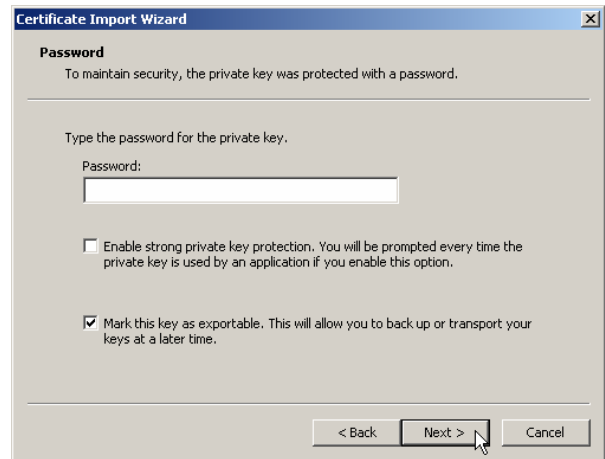 Certificate Import Wizard
Password
To maintain security, the private key was protected with a password.
Type the password for the private key.
Password:
Enable strong private key protection. You will be prompted every time the
private key is used by an application if you enable this option.
Mark this key as exportable. This will allow you to back up or transport your
keys at a later time.
< Back
Next >
Cancel